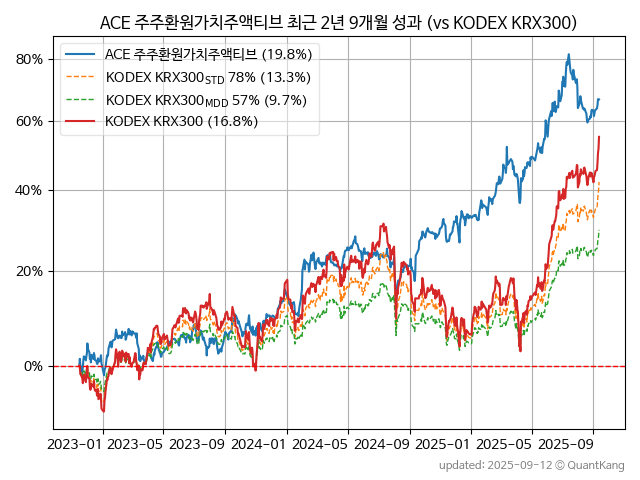 ACE 주주환원가치주액티브 최근 2년 9개월 성과 (vs KODEX KRX300)
ACE 주주환원가치주액티브 (19.8%)
KODEX KRX300STD 78% (13.3%)
KODEX KRX300MDD 57% (9.7%)
KODEX KRX300 (16.8%)
80%
60%
40%
20%
0%
2023-01 2023-05 2023-09 2024-01 2024-05 2024-09 2025-01 2025-05 2025-09
updated: 2025-09-12 © QuantKang